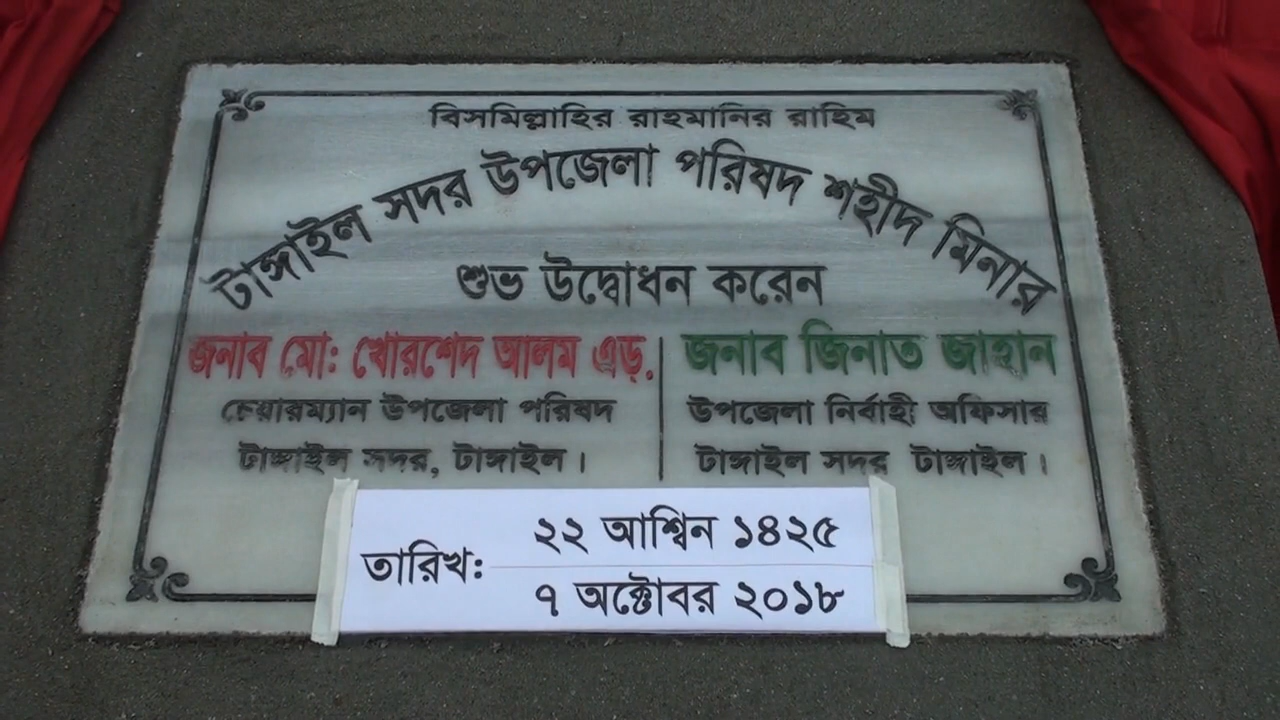 বিসমিল্লাহির রাহমানির রাহিম
টাঙ্গাইল সদর উপজেলা পরিষদ শহীদ মিনার
শুভ উদ্বোধন করেন
জনাব মো: খোরশেদ আলম এড়.
চেয়ারম্যান উপজেলা পরিষদ
টাঙ্গাইল সদর, টাঙ্গাইল।
জনাব জিনাত জাহান
উপজেলা নির্বাহী অফিসার
টাঙ্গাইল সদর টাঙ্গাইল।
তারিখ:
২২ আশ্বিন ১৪২৫
৭ অক্টোবর ২০১৮